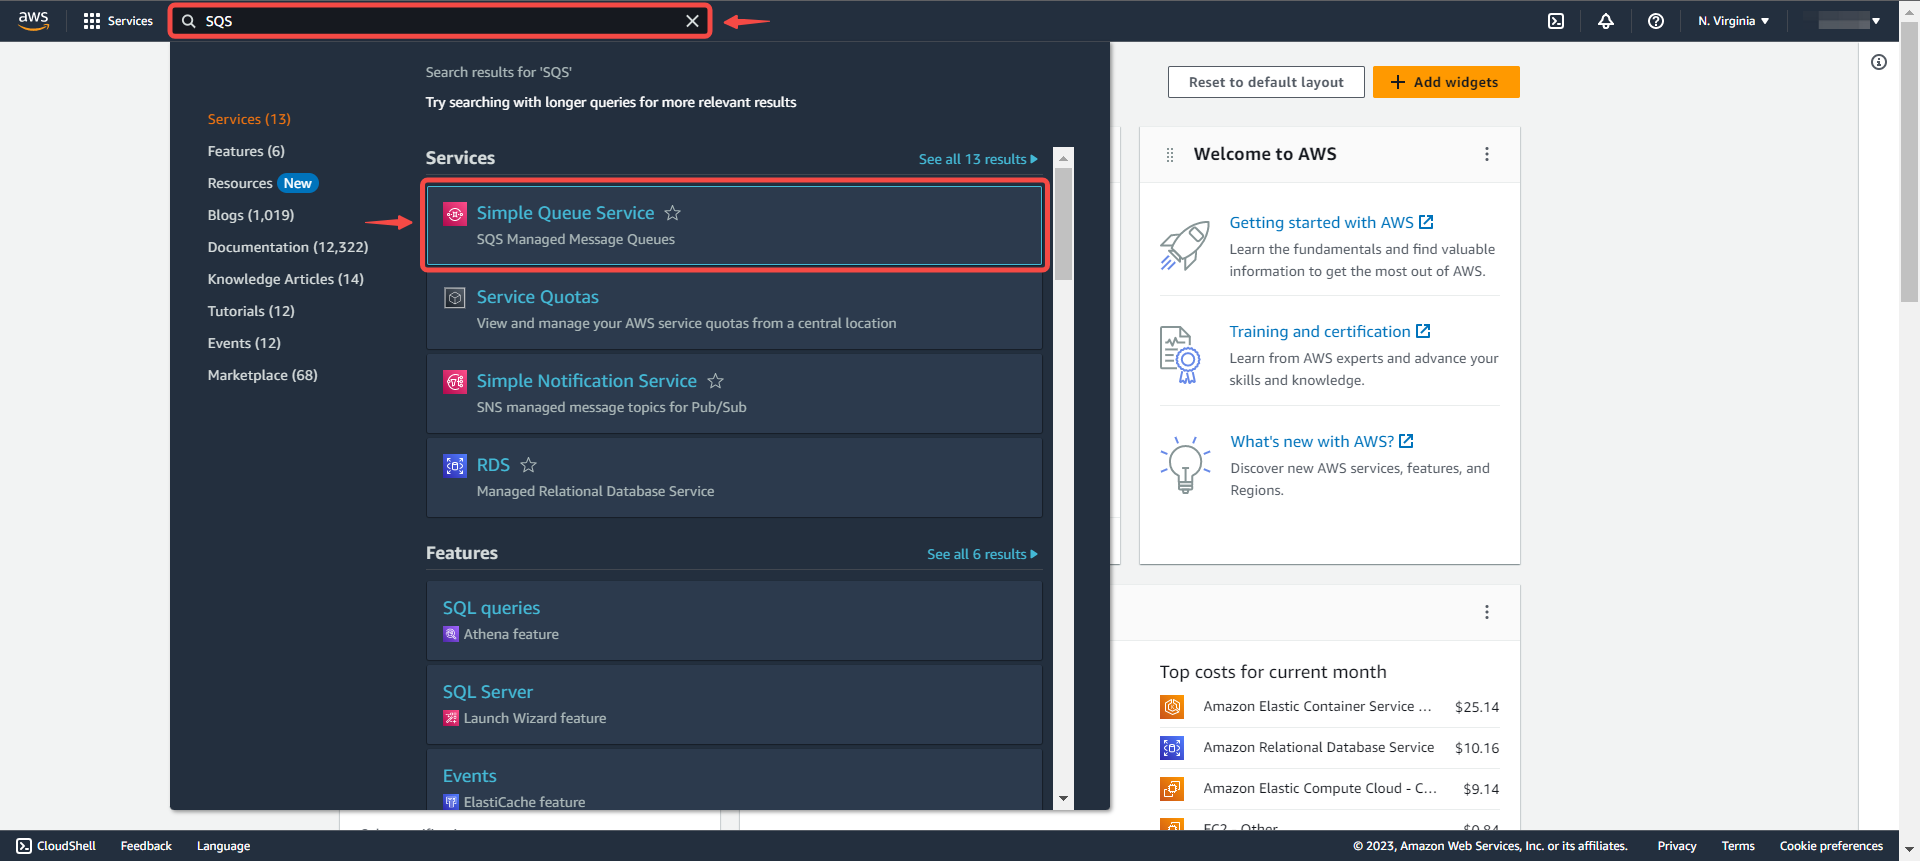 aws
Services
SQS
N. Virginia
Search results for 'SQS'
Try searching with longer queries for more relevant results
Services (13)
Features (6)
Resources New
Blogs (1,019)
Documentation (12,322)
Knowledge Articles (14)
Tutorials (12)
Events (12)
Marketplace (68)
Services
See all 13 results
Simple Queue Service
SQS Managed Message Queues
Service Quotas
View and manage your AWS service quotas from a central location
Simple Notification Service
SNS managed message topics for Pub/Sub
RDS
Managed Relational Database Service
Features
See all 6 results
SQL queries
Athena feature
SQL Server
Launch Wizard feature
Events
ElastiCache feature
Reset to default layout
Add widgets
Welcome to AWS
Getting started with AWS
Learn the fundamentals and find valuable
information to get the most out of AWS.
Training and certification
Learn from AWS experts and advance your
skills and knowledge.
What's new with AWS?
Discover new AWS services, features, and
Regions.
Top costs for current month
Amazon Elastic Container Service ... $25.14
Amazon Relational Database Service $10.16
Amazon Elastic Compute Cloud - C... $9.14
EC2 - Other $0.84
CloudShell
Feedback
Language
© 2023, Amazon Web Services, Inc. or its affiliates.
Privacy
Terms
Cookie preferences